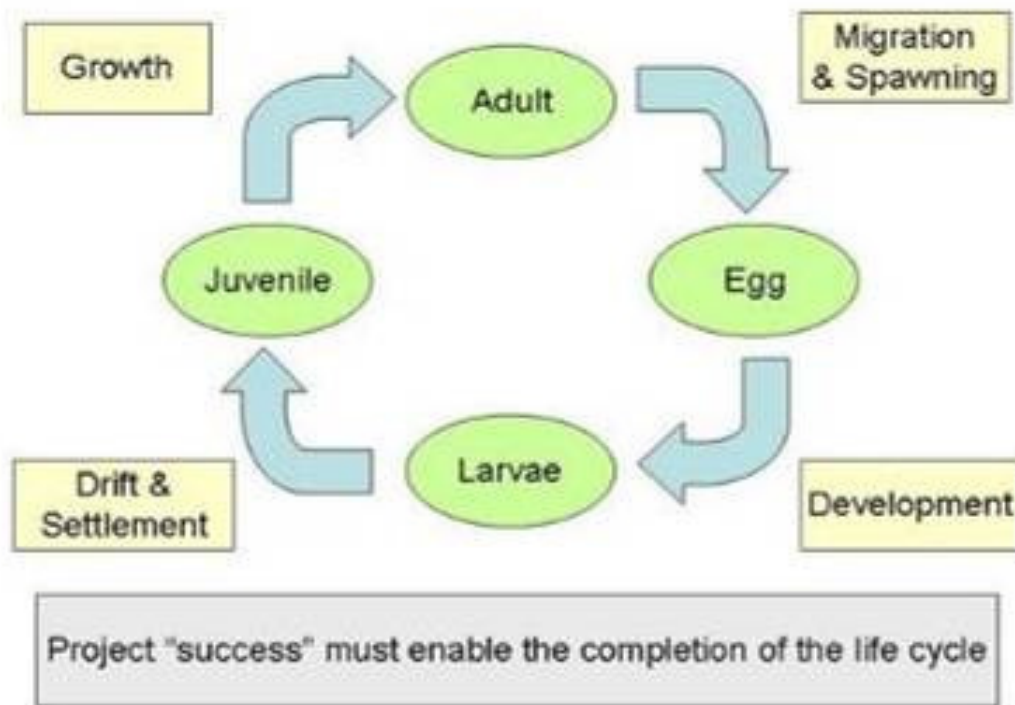 Growth
Adult
Migration
& Spawning
Juvenile
Egg
Drift &
Settlement
Larvae
Development
Project "success" must enable the completion of the life cycle